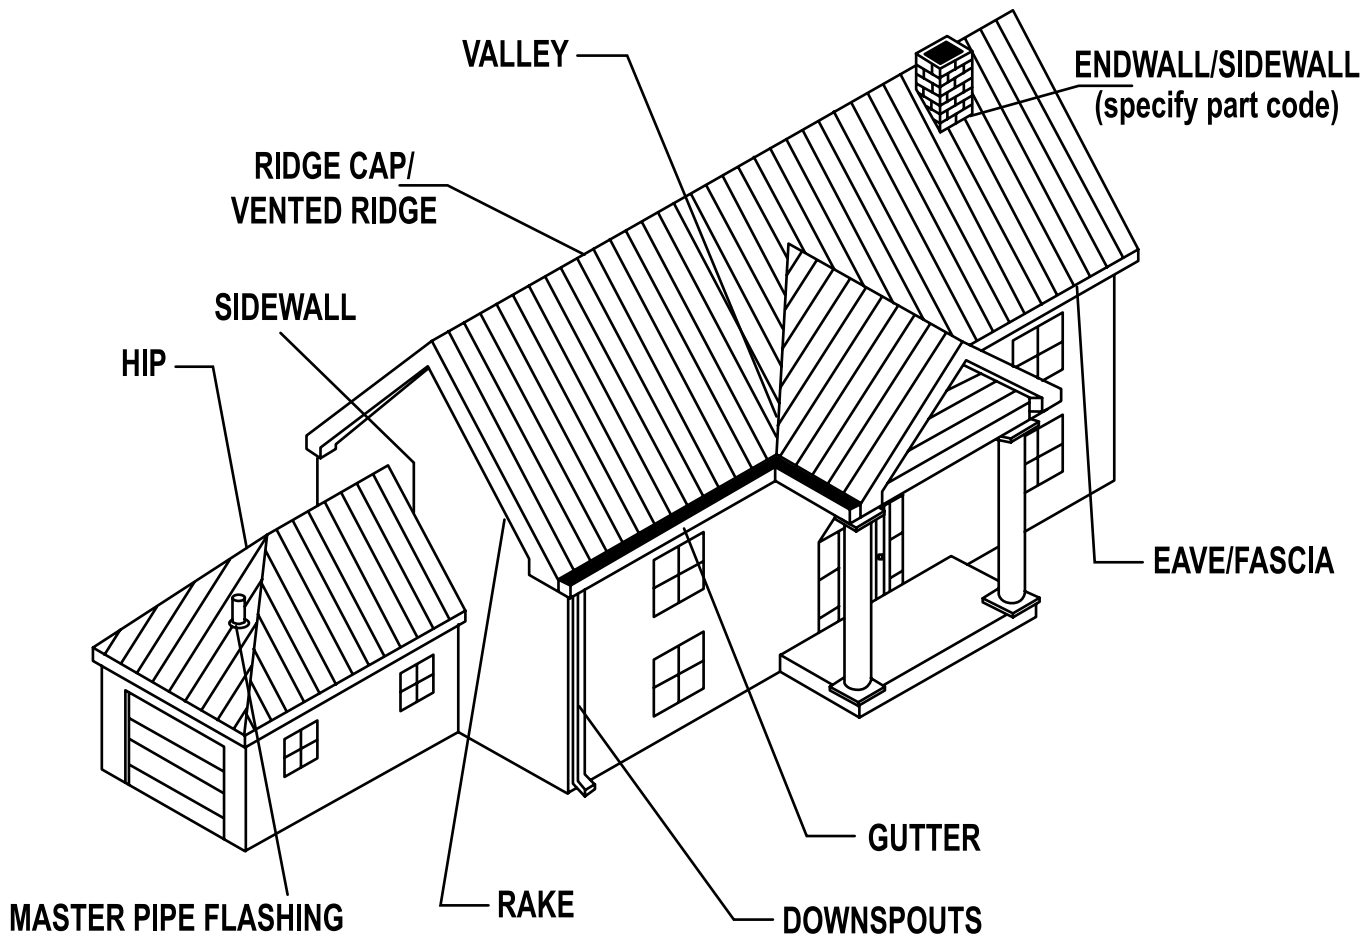 VALLEY
ENDWALL/SIDEWALL
(specify part code)
RIDGE CAP/
VENTED RIDGE
SIDEWALL
HIP
EAVE/FASCIA
GUTTER
RAKE
MASTER PIPE FLASHING
DOWNSPOUTS